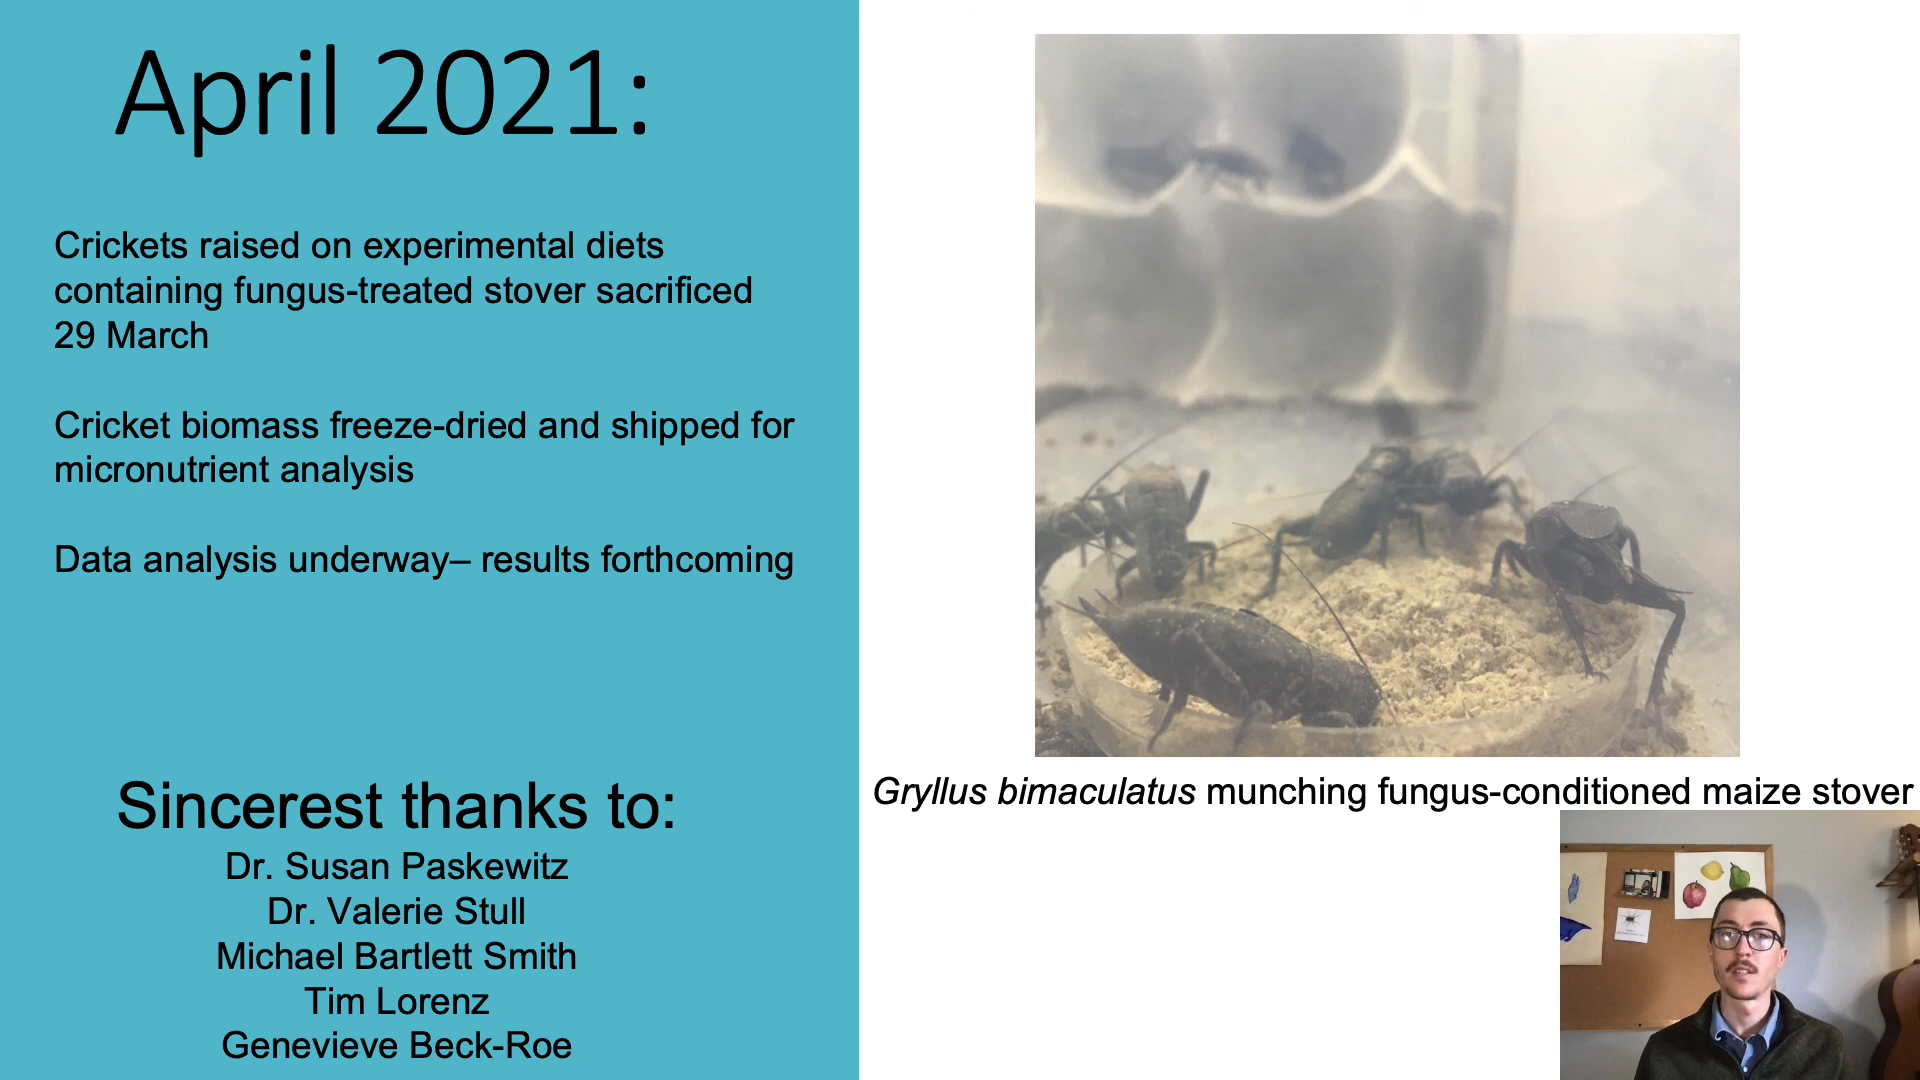 April 2021:
Crickets raised on experimental diets
containing fungus-treated stover sacrificed
29 March
Cricket biomass freeze-dried and shipped for
micronutrient analysis
Data analysis underway– results forthcoming
Sincerest thanks to:
Dr. Susan Paskewitz
Dr. Valerie Stull
Michael Bartlett Smith
Tim Lorenz
Genevieve Beck-Roe
Gryllus bimaculatus munching fungus-conditioned maize stover